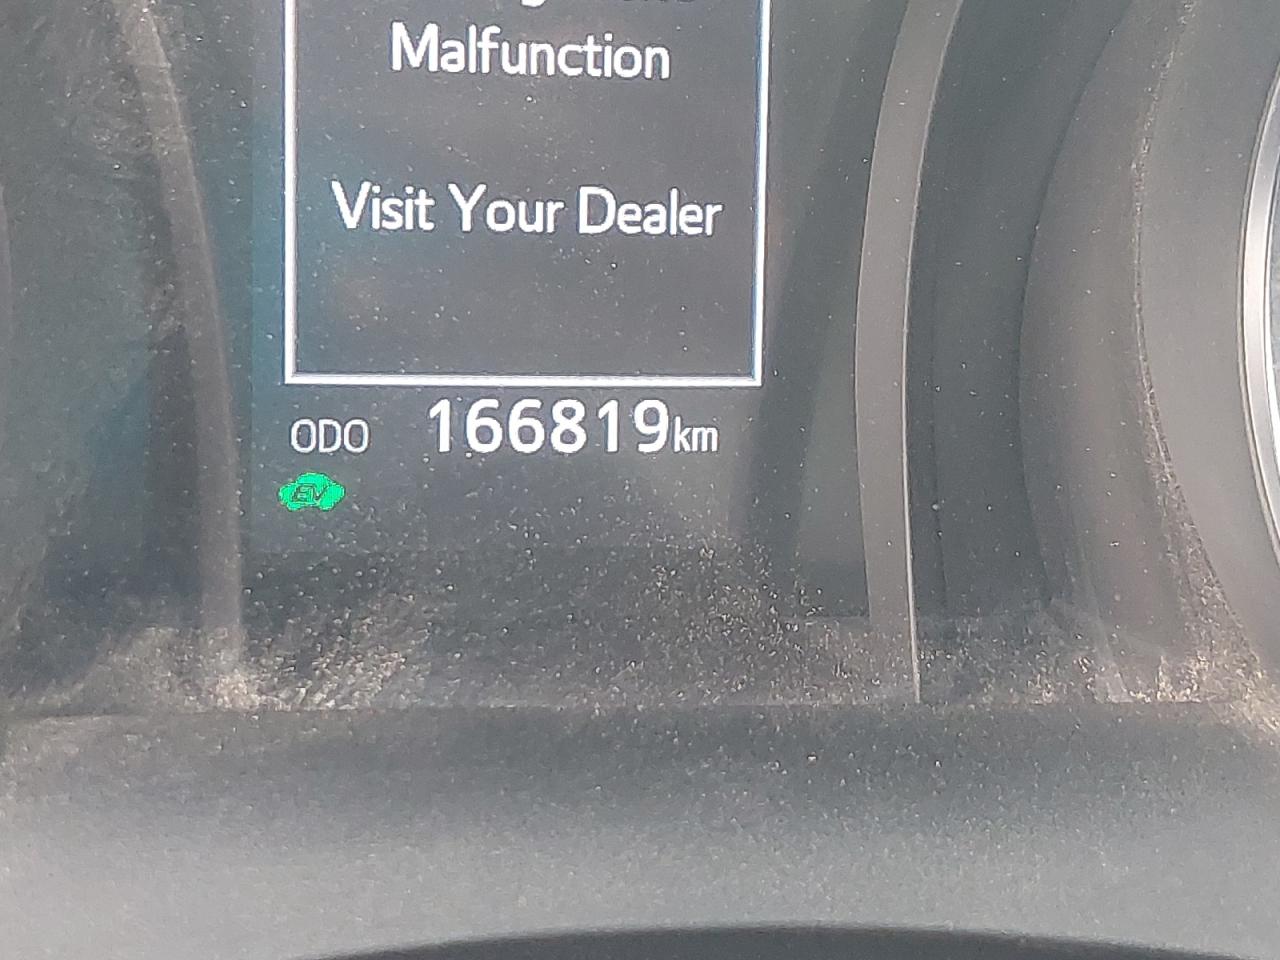 Malfunction
Visit Your Dealer
ODO 166819km
EV